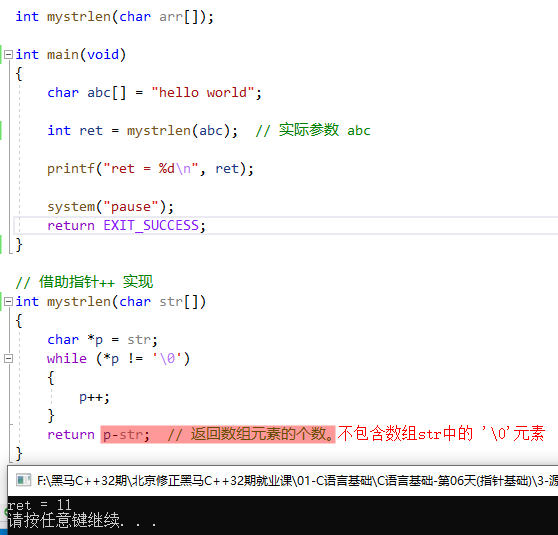 int mystrlen(char arr[]);
int main(void)
{
char abc[] = "hello world";
int ret = mystrlen(abc);  // 实际参数 abc
printf("ret = %d\n", ret);
system("pause");
return EXIT_SUCCESS;
}
// 借助指针++ 实现
int mystrlen(char str[])
{
char *p = str;
while (*p != '\0')
{
p++;
}
return p-str;  // 返回数组元素的个数。不包含数组str中的 '\0'元素
}
F:\黑马C++32期\北京修正黑马C++32期就业课\01-C语言基础\C语言基础-第06天(指针基础)\3-源
ret = 11
请按任意键继续. . .